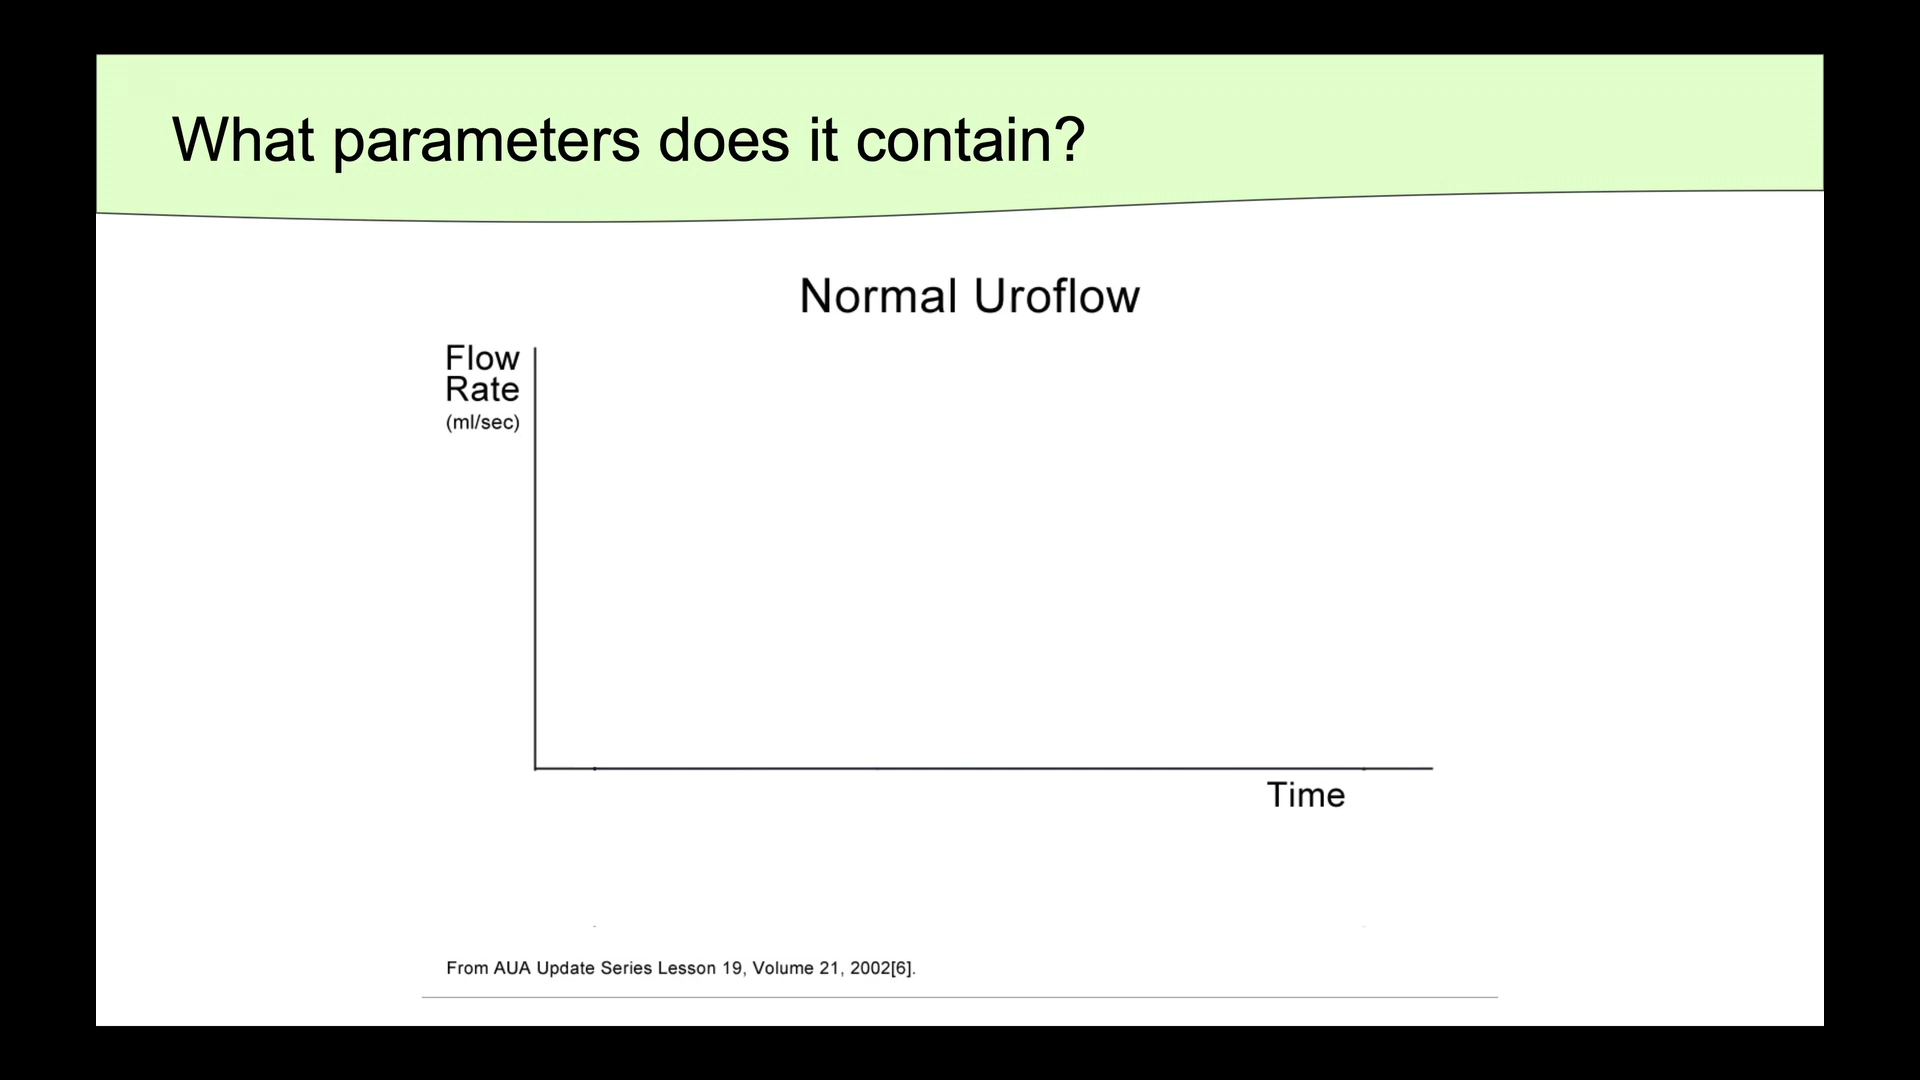 What parameters does it contain?
Normal Uroflow
Flow
Rate
(ml/sec)
Time
From AUA Update Series Lesson 19, Volume 21, 2002[6].